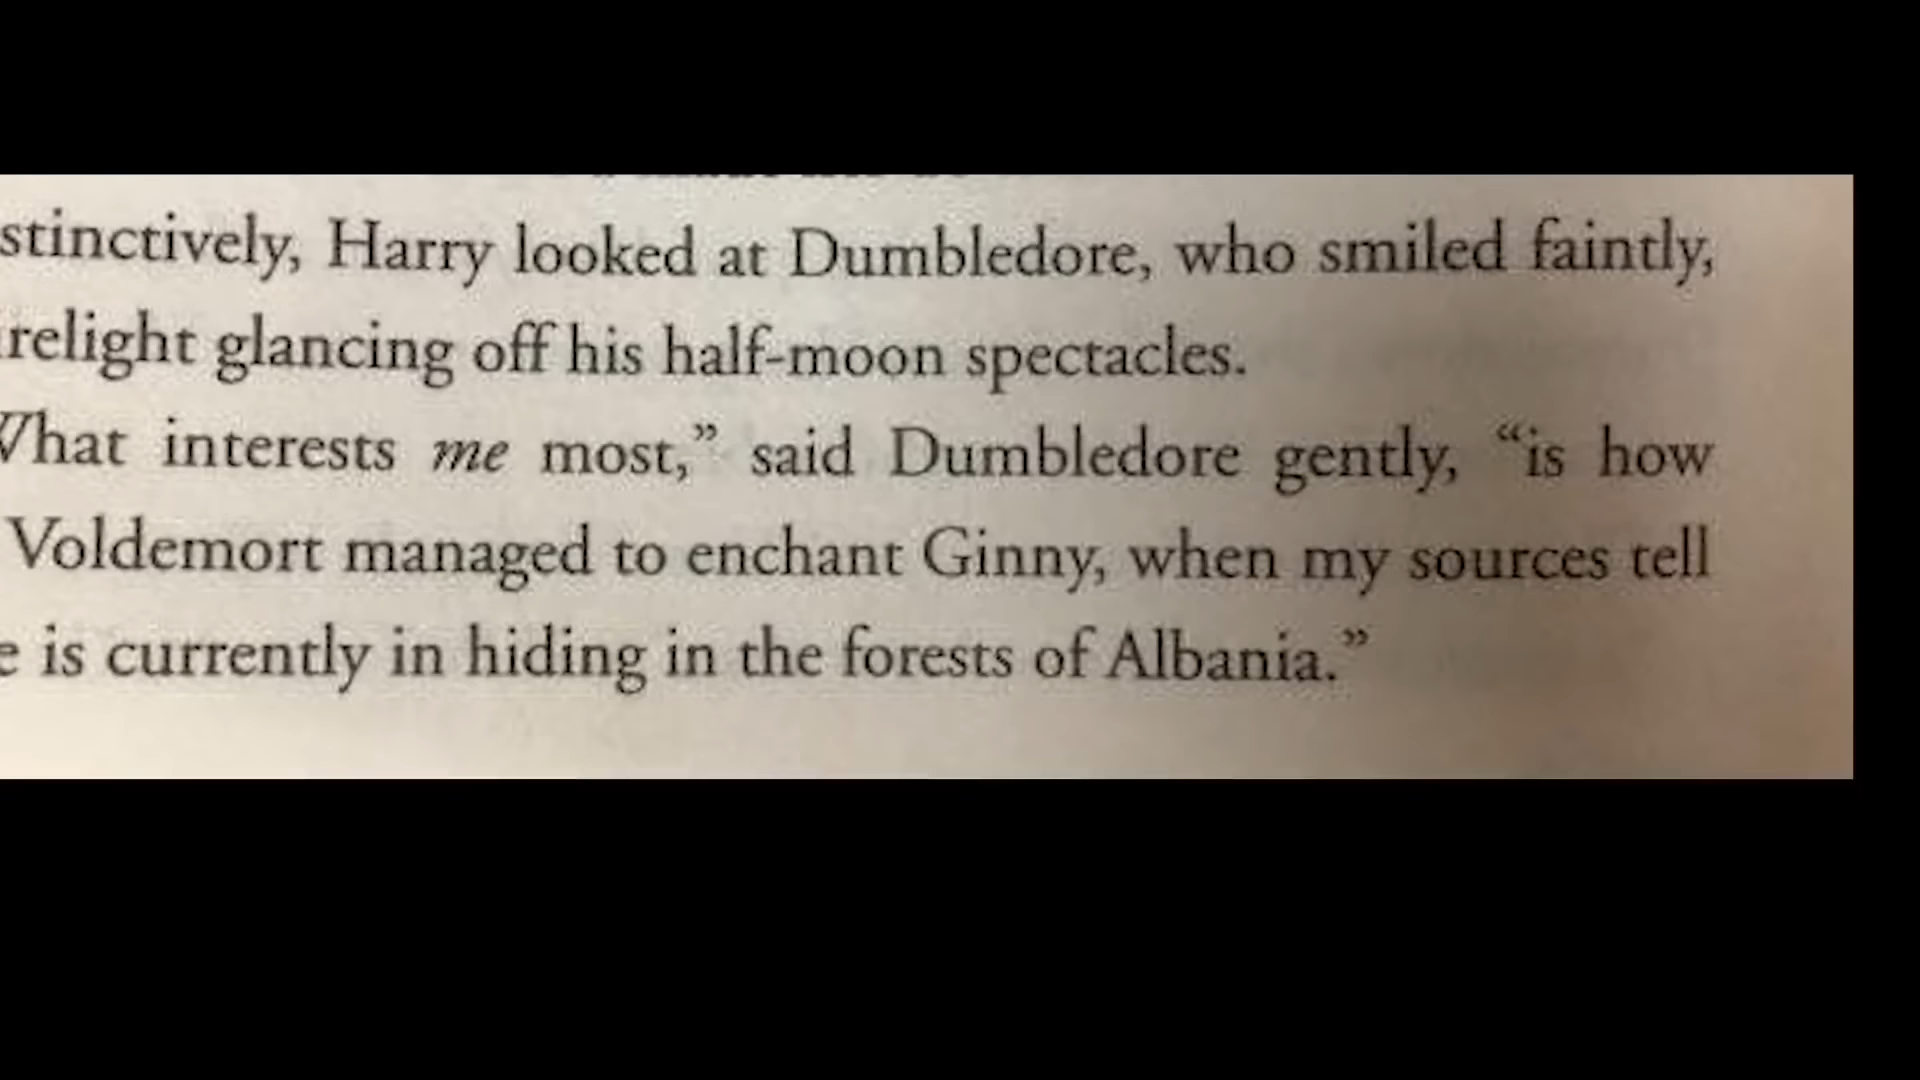 stinctively, Harry looked at Dumbledore, who smiled faintly,
relight glancing off his half-moon spectacles.
What interests me most,” said Dumbledore gently, “is how
Voldemort managed to enchant Ginny, when my sources tell
e is currently in hiding in the forests of Albania.”